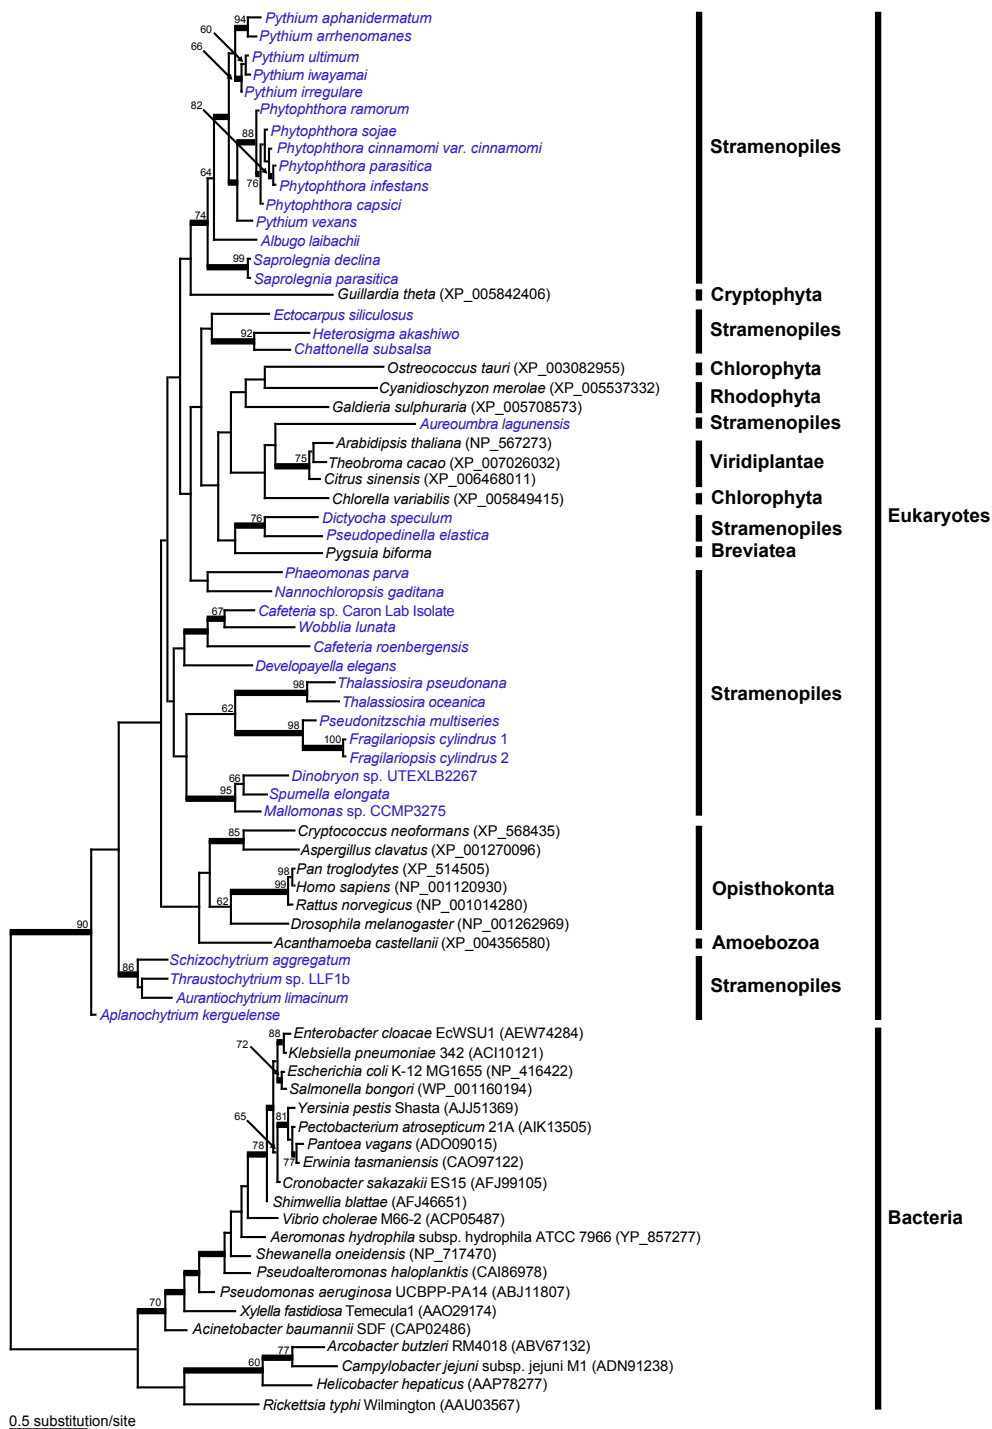 94
Pythium aphanidermatum
60
Pythium arrhenomanes
66
Pythium ultimum
Pythium iwayamai
Pythium irregulare
82
Phytophthora ramorum
88
Phytophthora sojae
Phytophthora cinnamomi var. cinnamomi
Stramenopiles
Phytophthora parasitica
64
76
Phytophthora infestans
Phytophthora capsici
74
Pythium vexans
Albugo laibachii
99
Saprolegnia declina
Saprolegnia parasitica
Guillardia theta (XP_005842406)
Cryptophyta
Ectocarpus siliculosus
92
Heterosigma akashiwo
Stramenopiles
Chattonella subsalsa
Ostreococcus tauri (XP_003082955)
Chlorophyta
Cyanidioschyzon merolae (XP_005537332)
Rhodophyta
Galdieria sulphuraria (XP_005708573)
Aureoumbra lagunensis
Stramenopiles
Arabidipsis thaliana (NP_567273)
75
Theobroma cacao (XP_007026032)
Viridiplantae
Citrus sinensis (XP_006468011)
Chlorella variabilis (XP_005849415)
Chlorophyta
76
Dictyocha speculum
Eukaryotes
Pseudopedinella elastica
Stramenopiles
Pygsuia biforma
Breviatea
Phaeomonas parva
Nannochloropsis gaditana
67
Cafeteria sp. Caron Lab Isolate
Wobblia lunata
Cafeteria roenbergensis
Developayella elegans
98
Thalassiosira pseudonana
Stramenopiles
62
Thalassiosira oceanica
98
Pseudonitzschia multiseries
100
Fragilariopsis cylindrus 1
Fragilariopsis cylindrus 2
66
Dinobryon sp. UTEXLB2267
95
Spumella elongata
Mallomonas sp. CCMP3275
85
Cryptococcus neoformans (XP_568435)
Aspergillus clavatus (XP_001270096)
98
Pan troglodytes (XP_514505)
99
Homo sapiens (NP_001120930)
Opisthokonta
62
Rattus norvegicus (NP_001014280)
90
Drosophila melanogaster (NP_001262969)
Acanthamoeba castellanii (XP_004356580)
Amoebozoa
86
Schizochytrium aggregatum
Thraustochytrium sp. LLF1b
Stramenopiles
Aurantiochytrium limacinum
Aplanochytrium kerguelense
88
Enterobacter cloacae EcWSU1 (AEW74284)
72
Klebsiella pneumoniae 342 (ACI10121)
Escherichia coli K-12 MG1655 (NP_416422)
Salmonella bongori (WP_001160194)
65
81
Yersinia pestis Shasta (AJJ51369)
Pectobacterium atrosepticum 21A (AIK13505)
78
Pantoea vagans (ADO09015)
77
Erwinia tasmaniensis (CAO97122)
Cronobacter sakazakii ES15 (AFJ99105)
Shimwellia blattae (AFJ46651)
Vibrio cholerae M66-2 (ACP05487)
Bacteria
Aeromonas hydrophila subsp. hydrophila ATCC 7966 (YP_857277)
Shewanella oneidensis (NP_717470)
Pseudoalteromonas haloplanktis (CAI86978)
Pseudomonas aeruginosa UCBPP-PA14 (ABJ11807)
70
Xylella fastidiosa Temecula1 (AAO29174)
Acinetobacter baumannii SDF (CAP02486)
77
Arcobacter butzleri RM4018 (ABV67132)
60
Campylobacter jejuni subsp. jejuni M1 (ADN91238)
Helicobacter hepaticus (AAP78277)
Rickettsia typhi Wilmington (AAU03567)
0.5 substitution/site